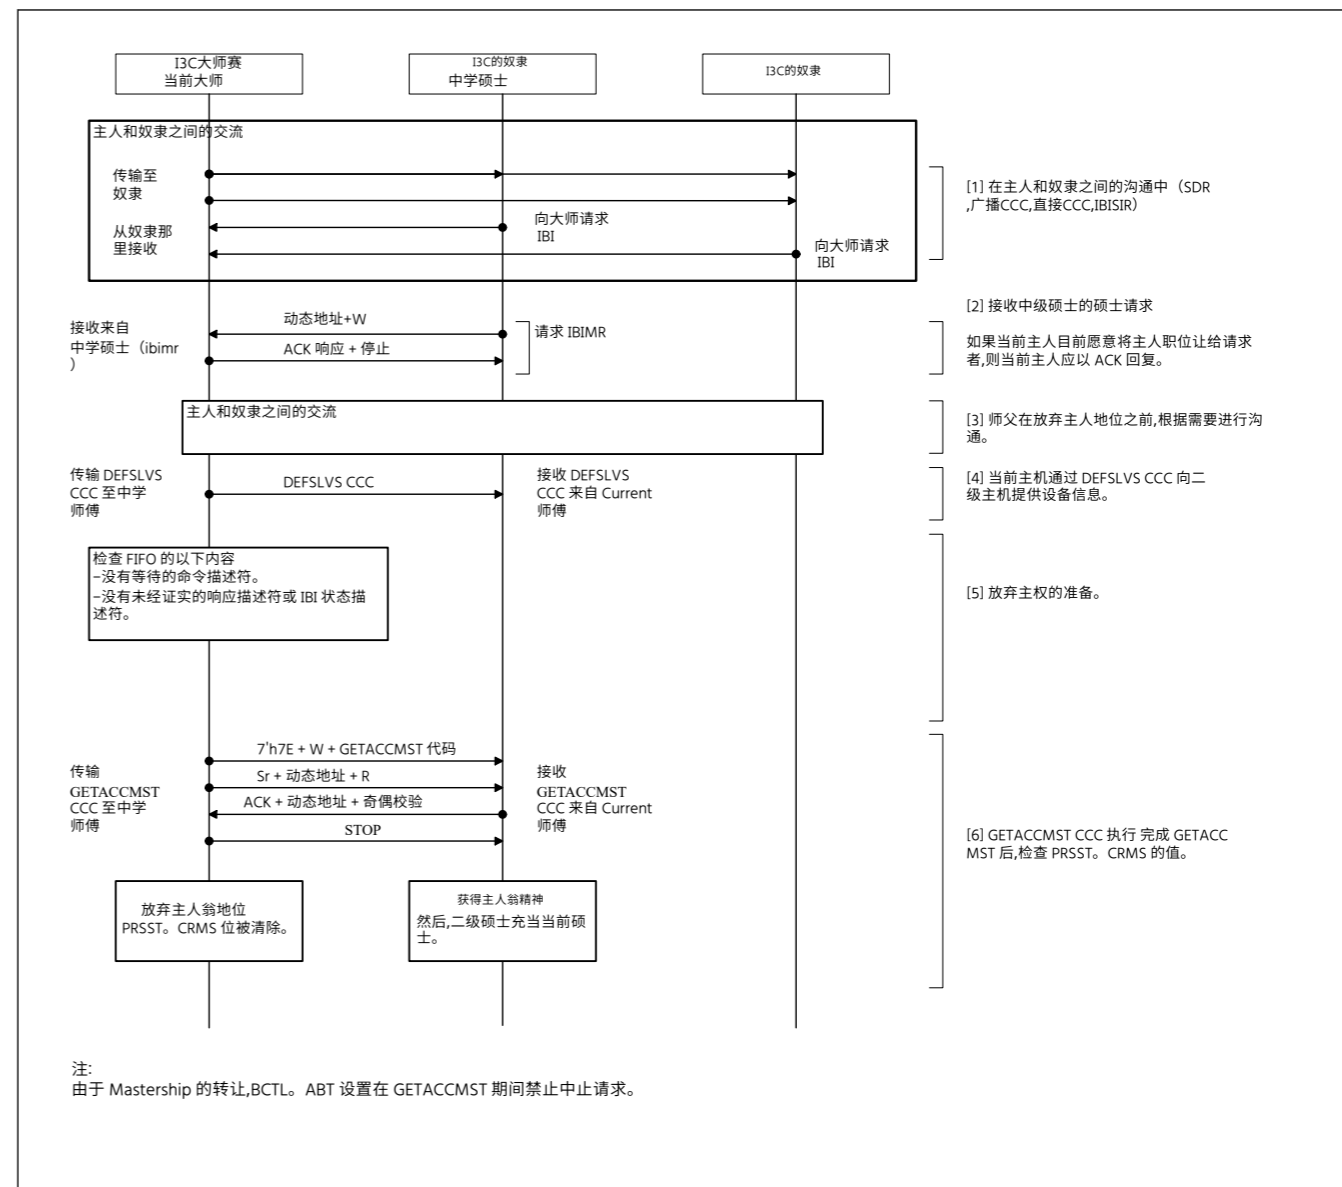 I3C大师赛
当前大师
I3C的奴隶
中学硕士
I3C的奴隶
主人和奴隶之间的交流
传输至
奴隶
从奴隶那
里接收
向大师请求
IBI
向大师请求
IBI
[1] 在主人和奴隶之间的沟通中（SDR
,广播CCC,直接CCC,IBISIR）
接收来自
中学硕士（ibimr
）
动态地址+W
ACK 响应 + 停止
请求 IBIMR
[2] 接收中级硕士的硕士请求
如果当前主人目前愿意将主人职位让给请求
者,则当前主人应以 ACK 回复。
主人和奴隶之间的交流
[3] 师父在放弃主人地位之前,根据需要进行沟
通。
传输 DEFSLVS
CCC 至中学
师傅
DEFSLVS CCC
接收 DEFSLVS
CCC 来自 Current
师傅
[4] 当前主机通过 DEFSLVS CCC 向二
级主机提供设备信息。
检查 FIFO 的以下内容
–没有等待的命令描述符。
–没有未经证实的响应描述符或 IBI 状态描
述符。
[5] 放弃主权的准备。
传输
GETACCMST
CCC 至中学
师傅
7'h7E + W + GETACCMST 代码
Sr + 动态地址 + R
ACK + 动态地址 + 奇偶校验
STOP
接收
GETACCMST
CCC 来自 Current
师傅
[6] GETACCMST CCC 执行 完成 GETACC
MST 后,检查 PRSST。CRMS 的值。
放弃主人翁地位
PRSST。CRMS 位被清除。
获得主人翁精神
然后,二级硕士充当当前硕
士。
注:
由于 Mastership 的转让,BCTL。ABT 设置在 GETACCMST 期间禁止中止请求。